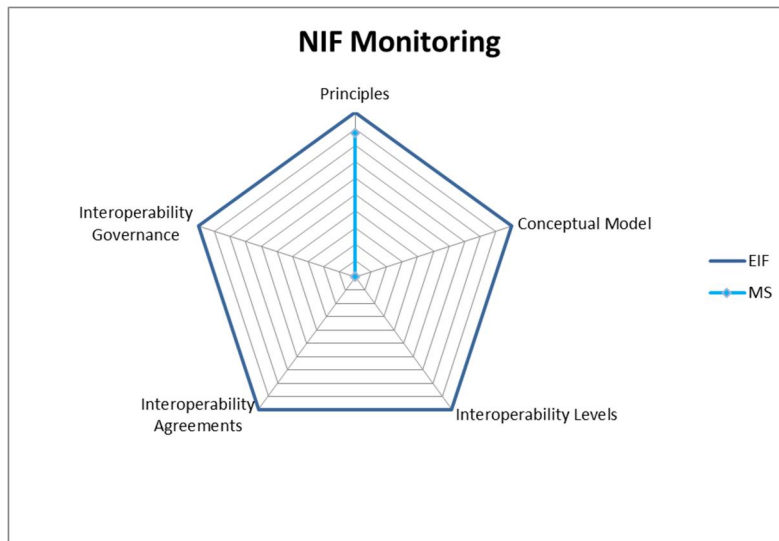 NIF Monitoring
Principles
Interoperability
Governance
Conceptual Model
EIF
MS
Interoperability
Agreements
Interoperability Levels